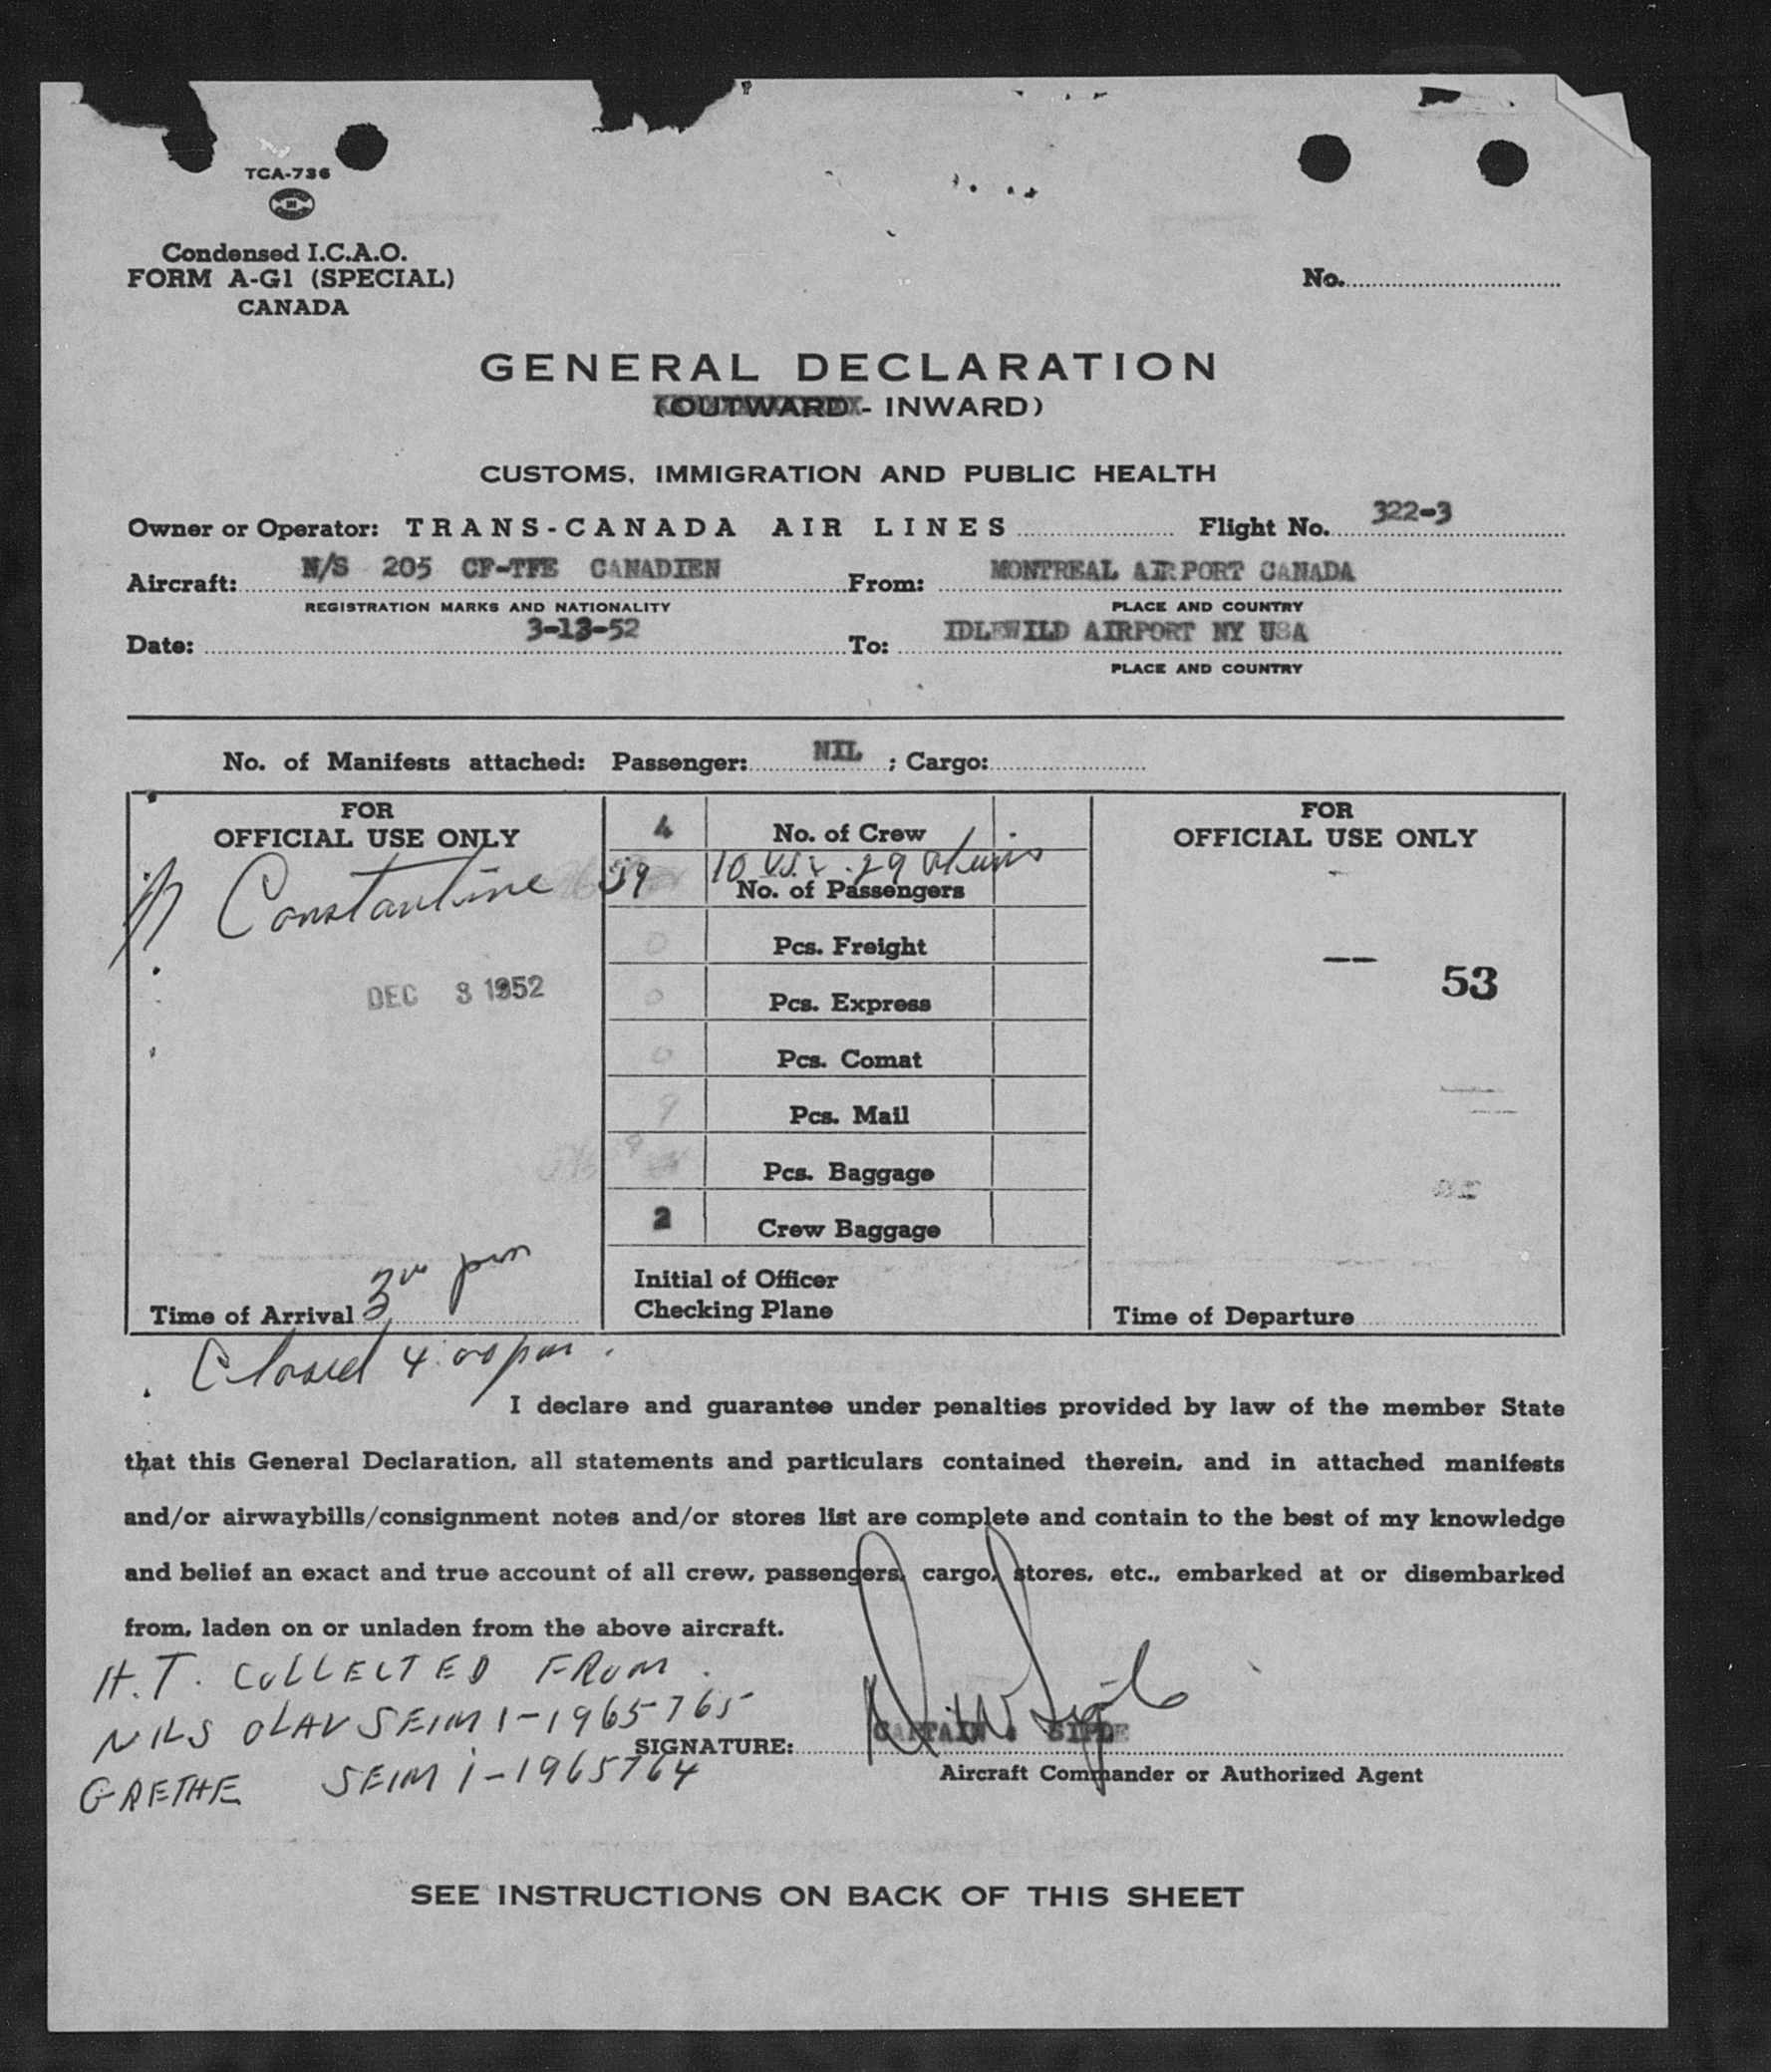 TCA-736
Condensed I.C.A.O.
FORM A-G1 (SPECIAL)
CANADA
No.
GENERAL DECLARATION
(OUTWARD - INWARD)
CUSTOMS, IMMIGRATION AND PUBLIC HEALTH
Owner or Operator: TRANS-CANADA AIR LINES Flight No. 322-3
Aircraft: N/S 205 CF-TFE CANADIEN From: MONTREAL AIRPORT CANADA
REGISTRATION MARKS AND NATIONALITY PLACE AND COUNTRY
Date: 3-13-52 To: IDLEWILD AIRPORT NY USA
PLACE AND COUNTRY
No. of Manifests attached: Passenger: NIL ; Cargo:
FOR
OFFICIAL USE ONLY
Constantine
DEC 3 1952
Time of Arrival 3 00 pm
Closed 4:00 pm.
4 No. of Crew
39 10 29 Aliens
No. of Passengers
0 Pcs. Freight
0 Pcs. Express
0 Pcs. Comat
9 Pcs. Mail
Pcs. Baggage
2 Crew Baggage
Initial of Officer
Checking Plane
FOR
OFFICIAL USE ONLY
53
Time of Departure
I declare and guarantee under penalties provided by law of the member State
that this General Declaration, all statements and particulars contained therein, and in attached manifests
and/or airwaybills/consignment notes and/or stores list are complete and contain to the best of my knowledge
and belief an exact and true account of all crew, passengers, cargo, stores, etc., embarked at or disembarked
from, laden on or unladen from the above aircraft.
H.T. COLLECTED FROM
NILS OLAV SEIM I-1965765
GRETHE SEIM I-1965764
SIGNATURE: CAPTAIN SIPLE
Aircraft Commander or Authorized Agent
SEE INSTRUCTIONS ON BACK OF THIS SHEET